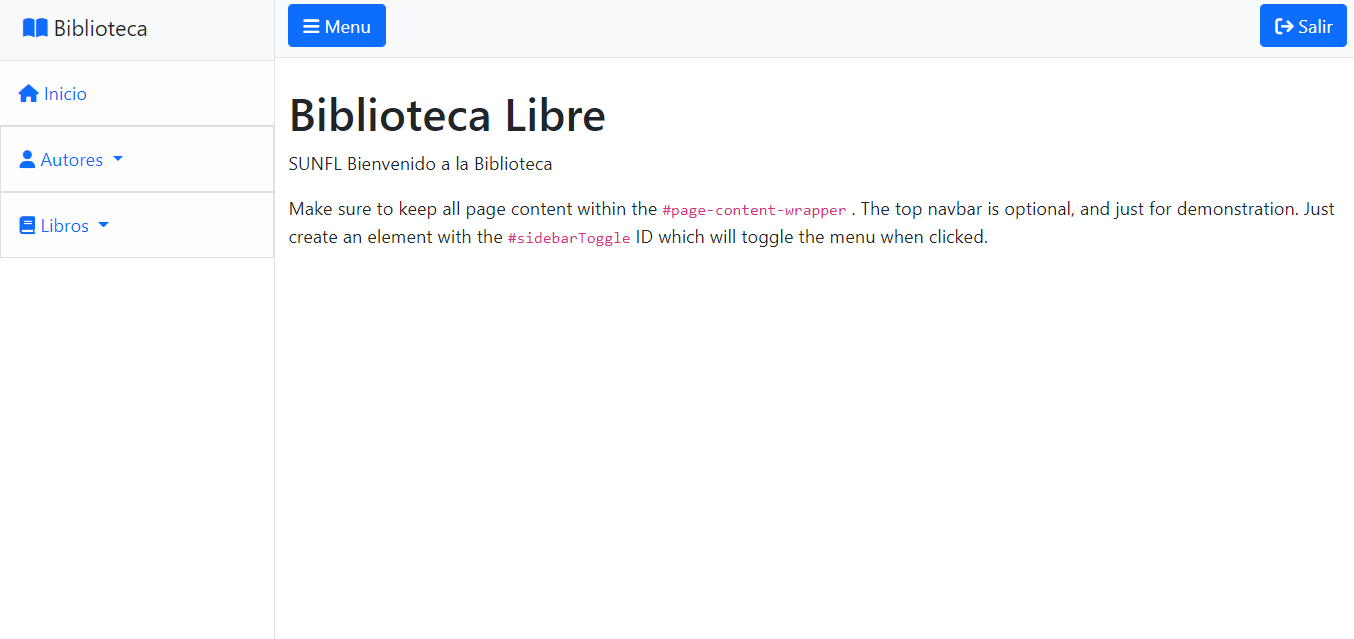 Biblioteca
Menu
Salir
Inicio
Autores
Libros
Biblioteca Libre
SUNFL Bienvenido a la Biblioteca
Make sure to keep all page content within the #page-content-wrapper . The top navbar is optional, and just for demonstration. Just
create an element with the #sidebarToggle ID which will toggle the menu when clicked.